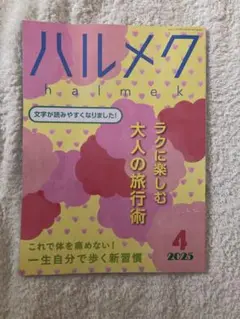 ハルメク
halmek
文字が読みやすくなりました!
ラクに楽しむ
大人の旅行術
これで体を痛めない!
一生自分で歩く新習慣
4
2025